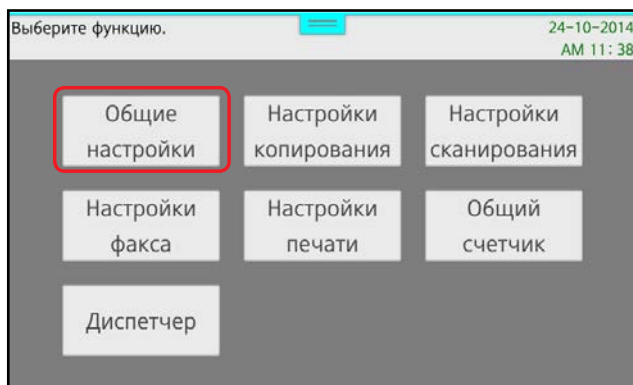 Выберите функцию.
24-10-2014
AM 11: 38
Общие
настройки
Настройки
копирования
Настройки
сканирования
Настройки
факса
Настройки
печати
Общий
счетчик
Диспетчер